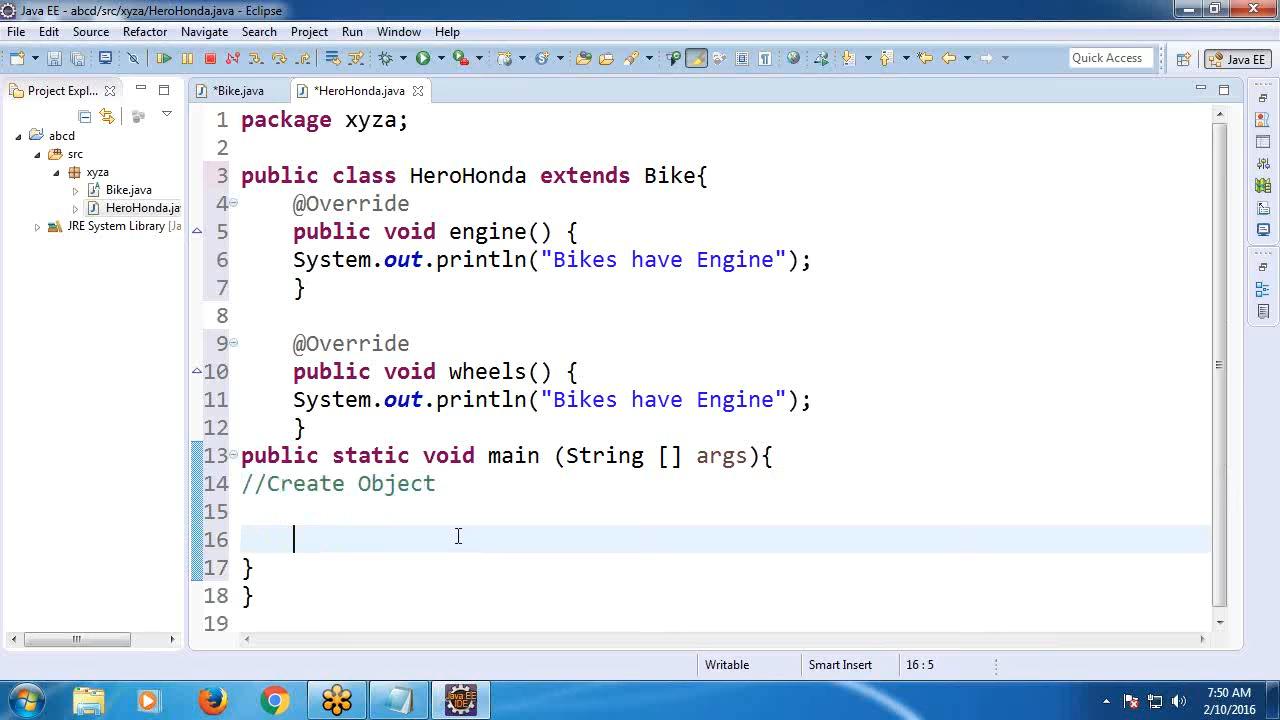 Java EE - abcd/src/xyza/HeroHonda.java - Eclipse
File Edit Source Refactor Navigate Search Project Run Window Help
Quick Access
Java EE
Project Expl...
*Bike.java
*HeroHonda.java
abcd
src
xyza
Bike.java
HeroHonda.ja
JRE System Library [Ja
1 package xyza;
2
3 public class HeroHonda extends Bike{
4 @Override
5 public void engine() {
6 System.out.println("Bikes have Engine");
7 }
8
9 @Override
10 public void wheels() {
11 System.out.println("Bikes have Engine");
12 }
13 public static void main (String [] args){
14 //Create Object
15
16
17 }
18 }
19
Writable
Smart Insert
16 : 5
Java EE
IDE
7:50 AM
2/10/2016